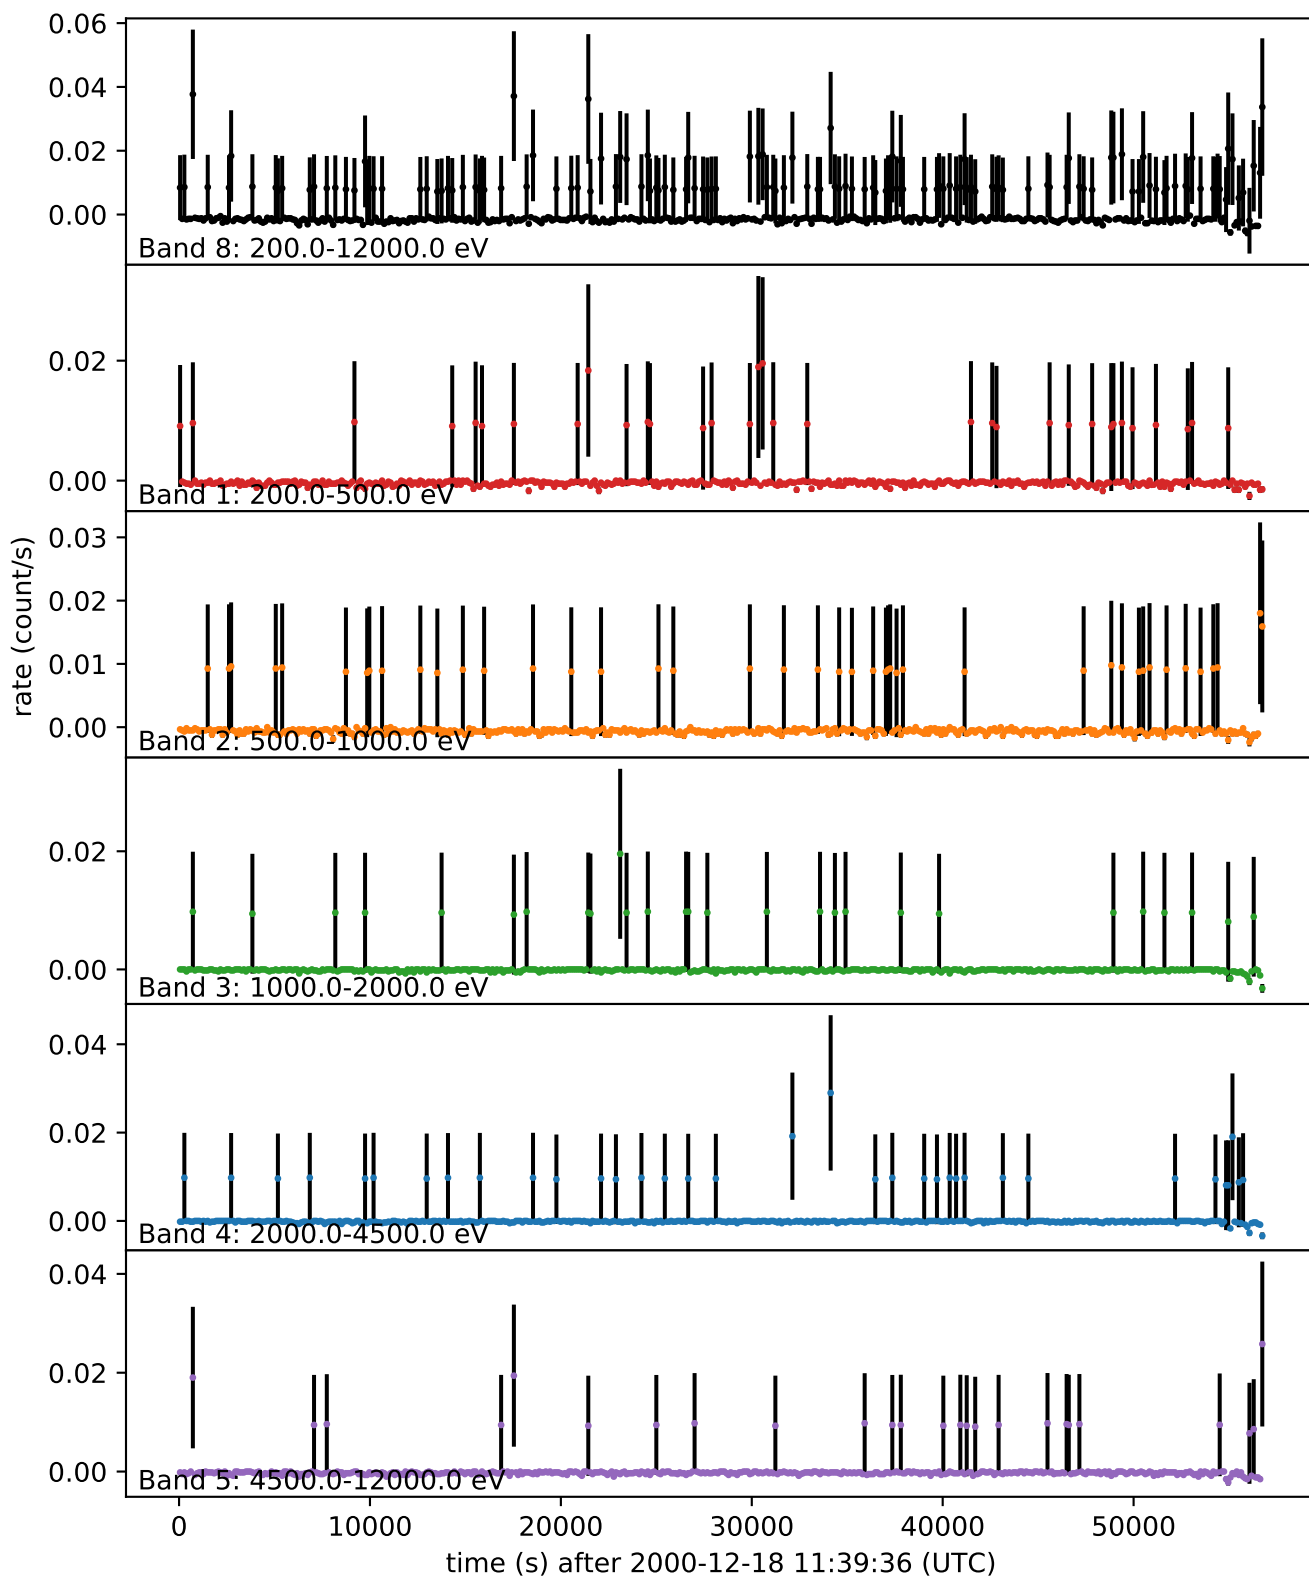 0.06
0.04
0.02
0.00
Band 8: 200.0-12000.0 eV
0.02
0.00
Band 1: 200.0-500.0 eV
rate (count/s)
0.03
0.02
0.01
0.00
Band 2: 500.0-1000.0 eV
0.02
0.00
Band 3: 1000.0-2000.0 eV
0.04
0.02
0.00
Band 4: 2000.0-4500.0 eV
0.04
0.02
0.00
Band 5: 4500.0-12000.0 eV
0 10000 20000 30000 40000 50000
time (s) after 2000-12-18 11:39:36 (UTC)